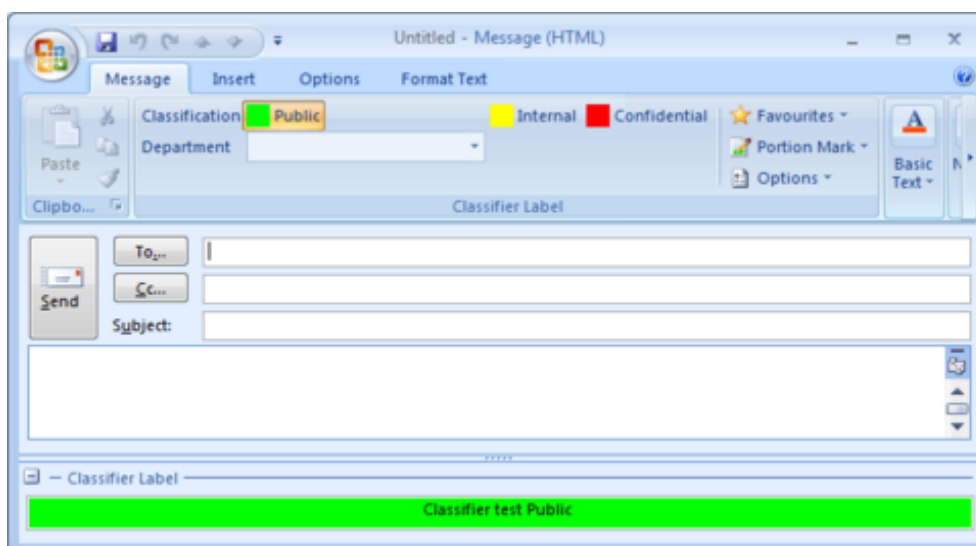 Untitled - Message (HTML)
Message Insert Options Format Text
Classification Public Internal Confidential Favourites
Department Portion Mark
Paste Options Basic Text
Clipbo... Classifier Label
To...
Send Cc...
Subject:
Classifier Label
Classifier test Public